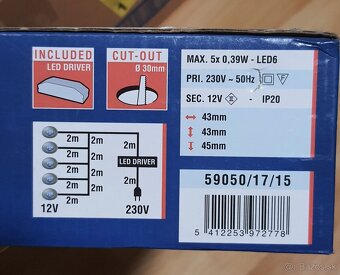 INCLUDED
LED DRIVER
CUT-OUT
Ø 30mm
MAX. 5x 0,39W - LED6
PRI. 230V ~ 50Hz
SEC. 12V - IP20
43mm
43mm
45mm
2m
2m
2m
2m
2m
2m
2m
2m
2m
2m
LED DRIVER
2m
12V
230V
59050/17/15
5 412253 972778
Bazoš.sk